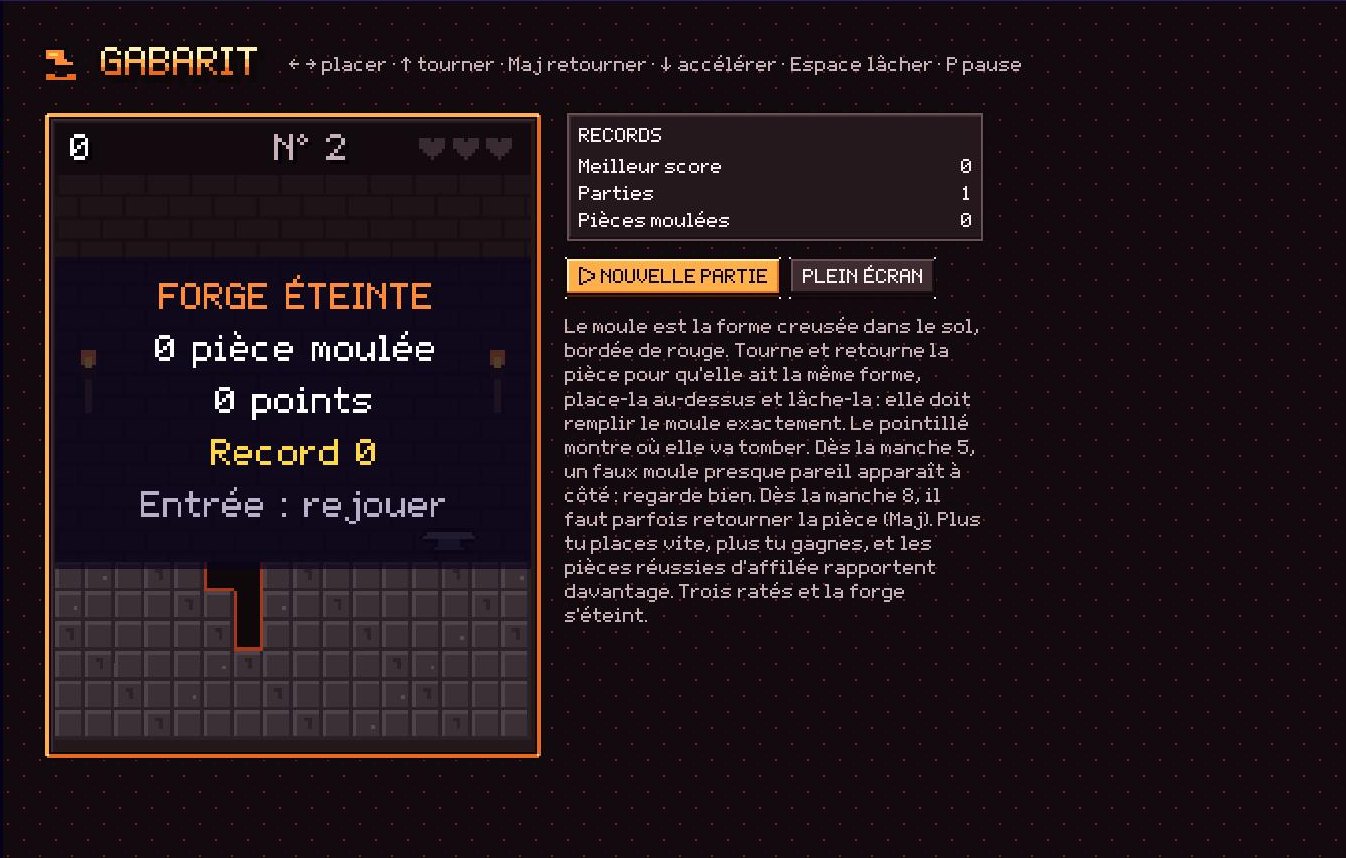 GABARIT
←→ placer · ↑ tourner · Maj retourner · ↓ accélérer · Espace lâcher · P pause
0 N° 2
RECORDS
Meilleur score 0
Parties 1
Pièces moulées 0
NOUVELLE PARTIE PLEIN ÉCRAN
FORGE ÉTEINTE
0 pièce moulée
0 points
Record 0
Entrée : rejouer
Le moule est la forme creusée dans le sol,
bordée de rouge. Tourne et retourne la
pièce pour qu'elle ait la même forme,
place-la au-dessus et lâche-la : elle doit
remplir le moule exactement. Le pointillé
montre où elle va tomber. Dès la manche 5,
un faux moule presque pareil apparaît à
côté : regarde bien. Dès la manche 8, il
faut parfois retourner la pièce (Maj). Plus
tu places vite, plus tu gagnes, et les
pièces réussies d'affilée rapportent
davantage. Trois ratés et la forge
s'éteint.